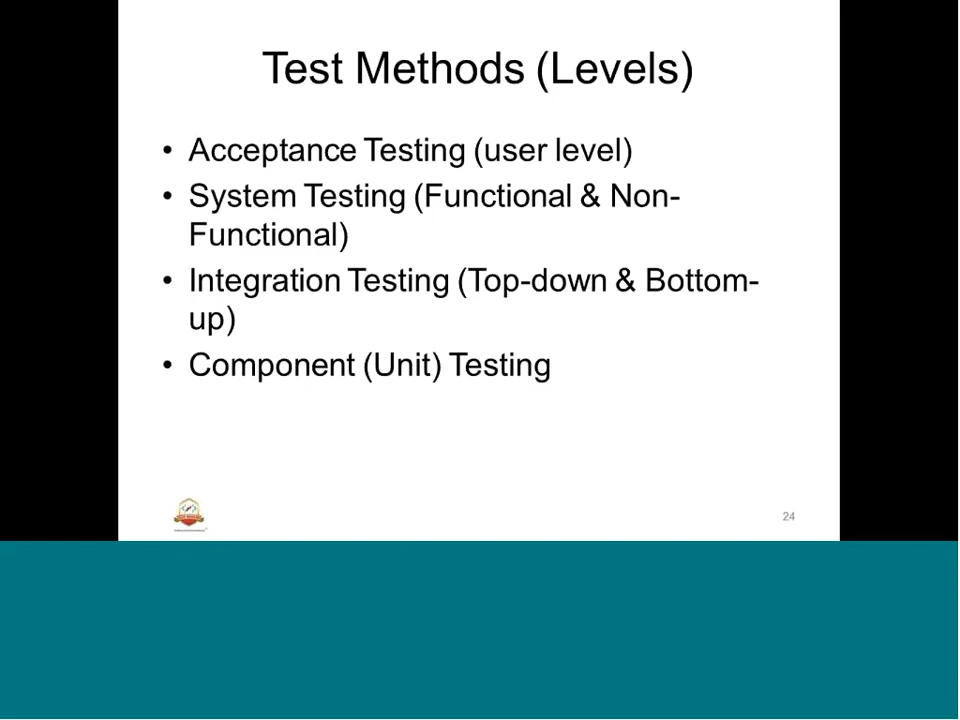 Test Methods (Levels)
• Acceptance Testing (user level)
• System Testing (Functional & Non-
Functional)
• Integration Testing (Top-down & Bottom-
up)
• Component (Unit) Testing
24